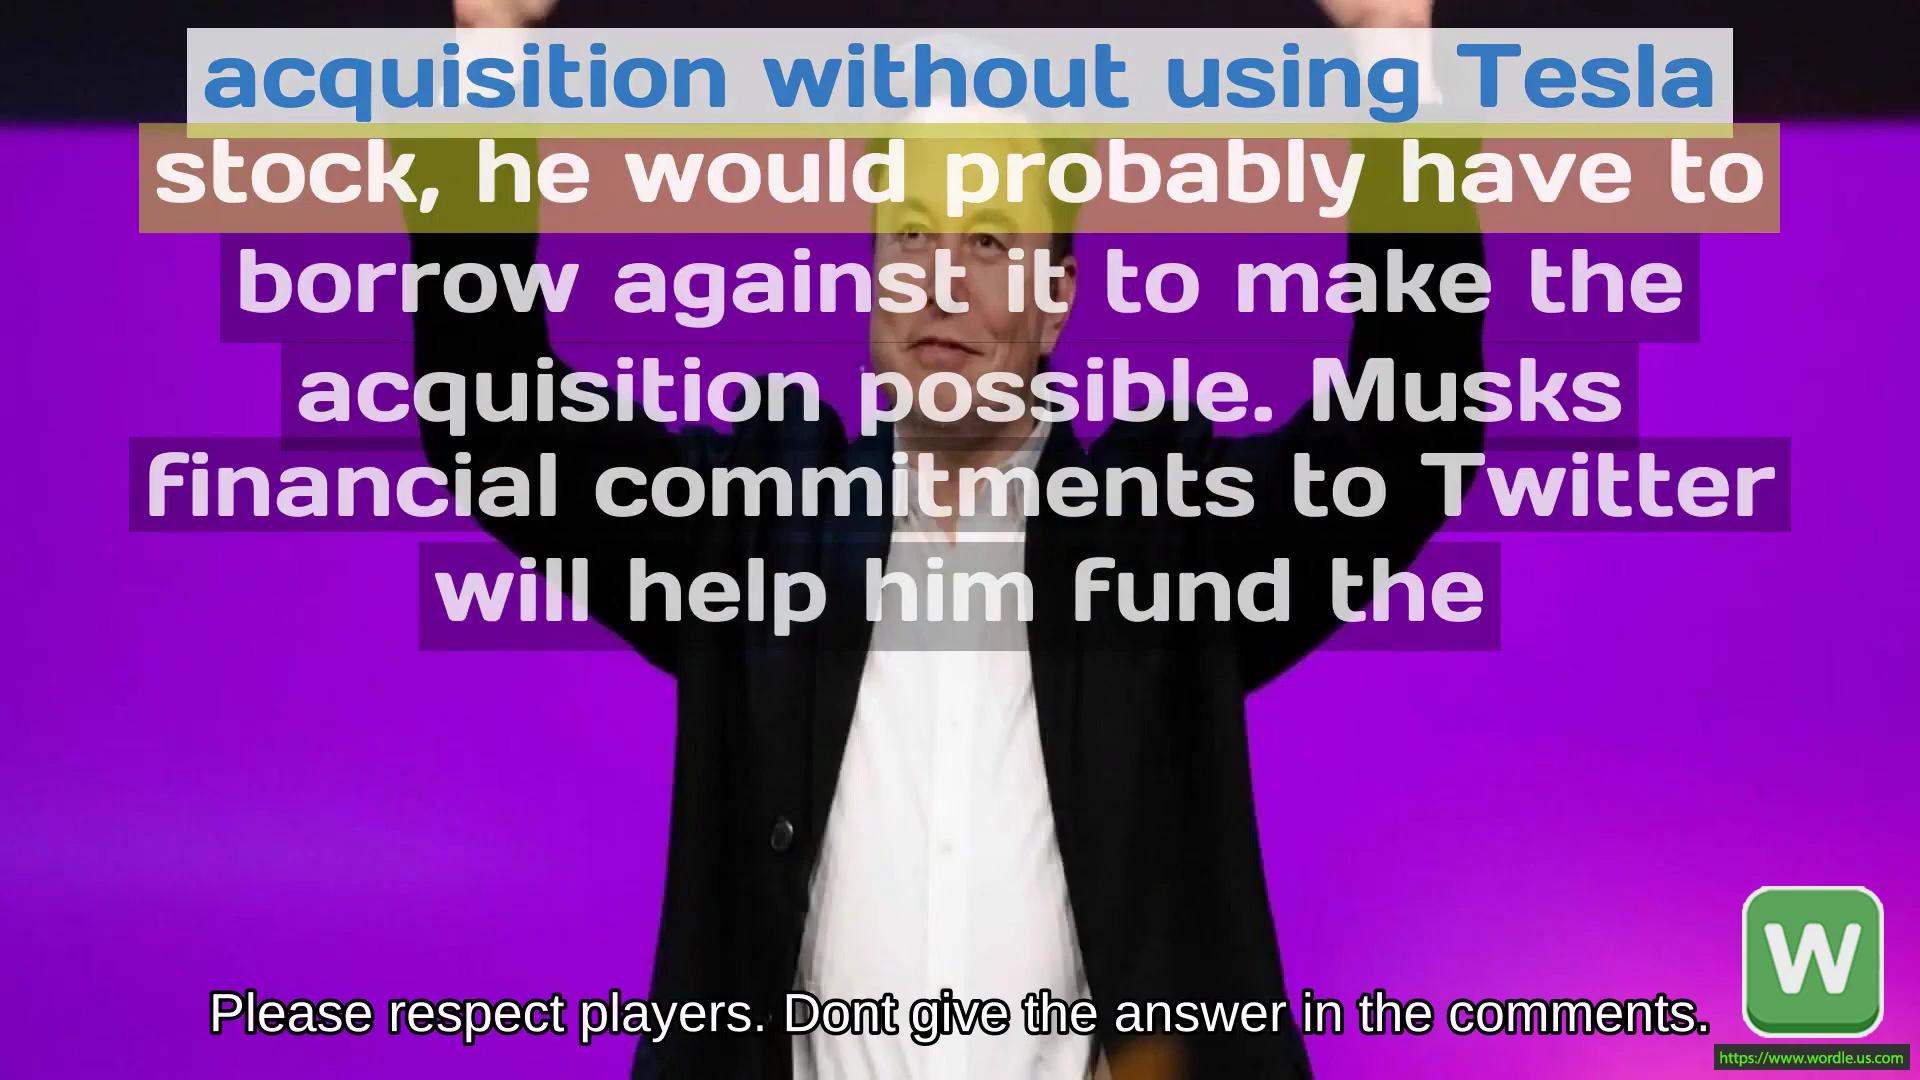 acquisition without using Tesla
stock, he would probably have to
borrow against it to make the
acquisition possible. Musks
financial commitments to Twitter
will help him fund the
Please respect players. Dont give the answer in the comments.
W
https://www.wordle.us.com